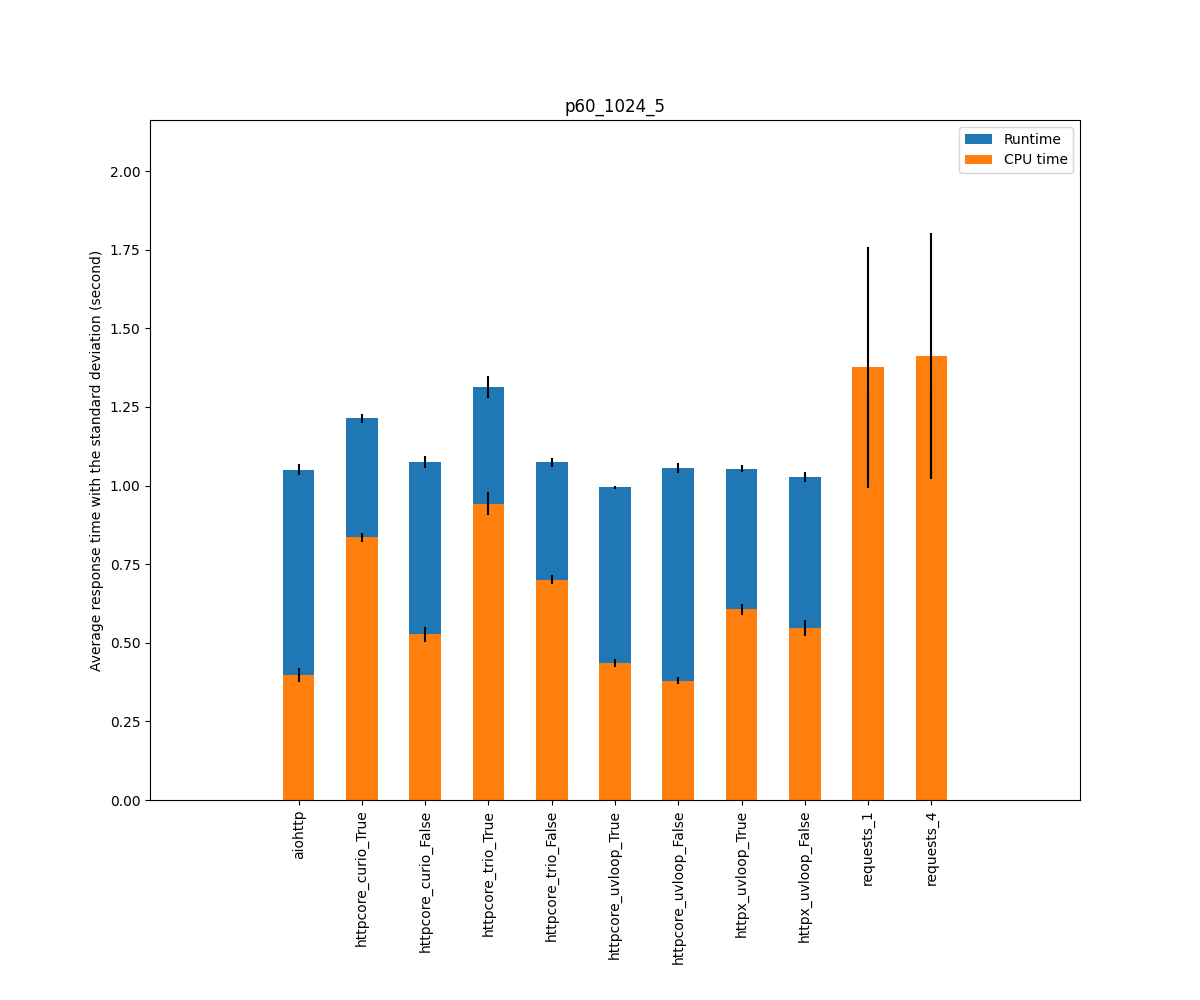 p60_1024_5
Runtime
CPU time
2.00
1.75
1.50
1.25
1.00
0.75
0.50
0.25
0.00
Average response time with the standard deviation (second)
aiohttp
httpcore_curio_True
httpcore_curio_False
httpcore_trio_True
httpcore_trio_False
httpcore_uvloop_True
httpcore_uvloop_False
httpx_uvloop_True
httpx_uvloop_False
requests_1
requests_4